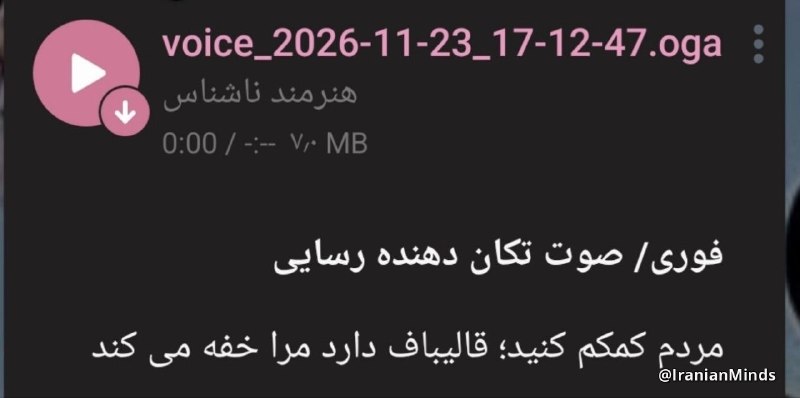 voice_2026-11-23_17-12-47.oga
هنرمند ناشناس
0:00 / -:-- ۷٫۰ MB
فوری/ صوت تکان دهنده رسایی
مردم کمکم کنید؛ قالیباف دارد مرا خفه می کند
@IranianMinds